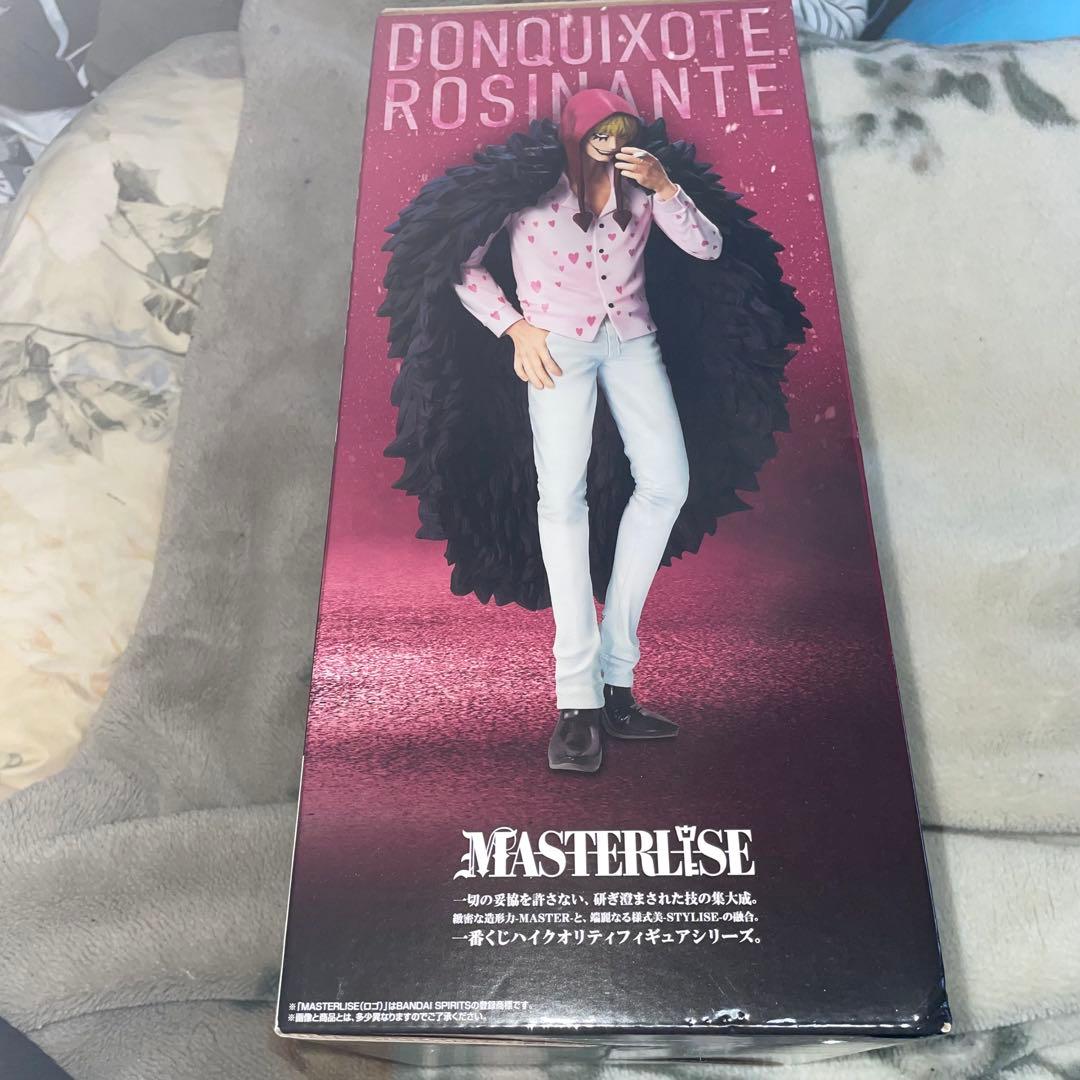 DONQUIXOTE
ROSINANTE
MASTERLISE
一切の妥協を許さない、研ぎ澄まされた技の集大成。
緻密な造形力-MASTER-と、端麗なる様式美-STYLISE-の融合。
一番くじハイクオリティフィギュアシリーズ。
※「MASTERLISE(ロゴ)」はBANDAI SPIRITSの登録商標です。
※画像と商品とは、多少異なりますのでご了承ください。